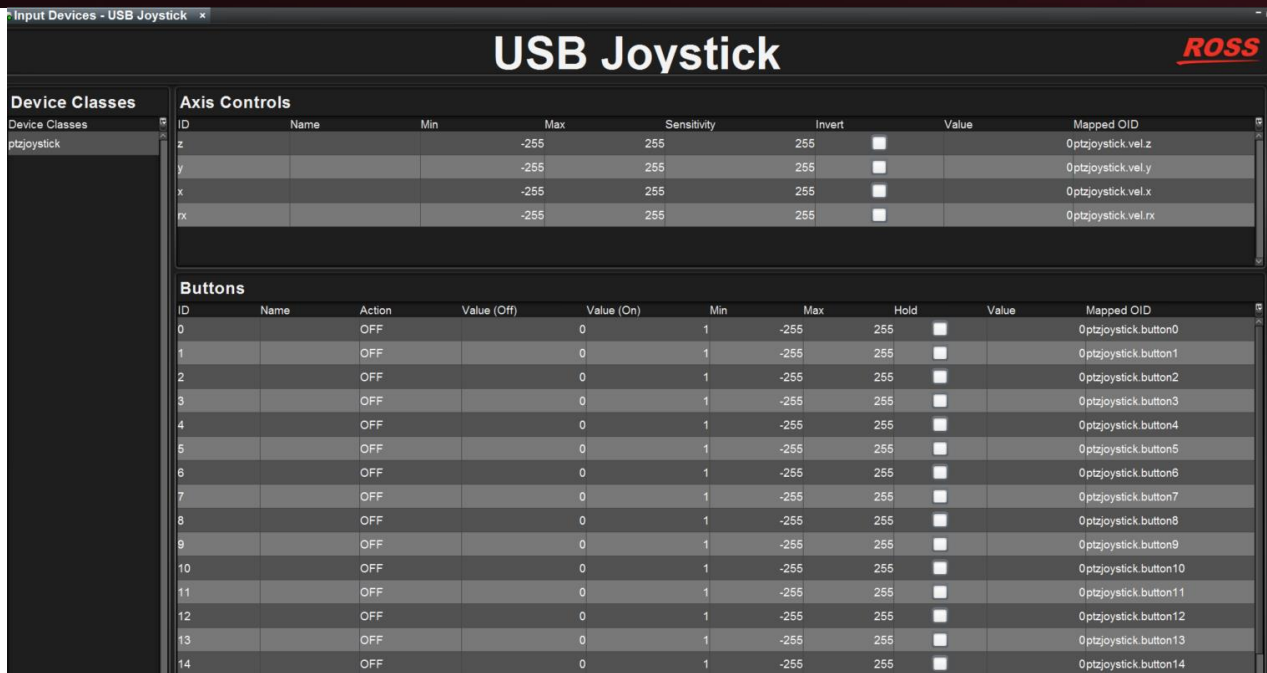 Input Devices - USB Joystick ×
USB Joystick
ROSS
Device Classes
Device Classes
ptzjoystick
Axis Controls
ID Name Min Max Sensitivity Invert Value Mapped OID
z -255 255 255 0 ptzjoystick.vel.z
y -255 255 255 0 ptzjoystick.vel.y
x -255 255 255 0 ptzjoystick.vel.x
rx -255 255 255 0 ptzjoystick.vel.rx
Buttons
ID Name Action Value (Off) Value (On) Min Max Hold Value Mapped OID
0 OFF 0 1 -255 255 0 ptzjoystick.button0
1 OFF 0 1 -255 255 0 ptzjoystick.button1
2 OFF 0 1 -255 255 0 ptzjoystick.button2
3 OFF 0 1 -255 255 0 ptzjoystick.button3
4 OFF 0 1 -255 255 0 ptzjoystick.button4
5 OFF 0 1 -255 255 0 ptzjoystick.button5
6 OFF 0 1 -255 255 0 ptzjoystick.button6
7 OFF 0 1 -255 255 0 ptzjoystick.button7
8 OFF 0 1 -255 255 0 ptzjoystick.button8
9 OFF 0 1 -255 255 0 ptzjoystick.button9
10 OFF 0 1 -255 255 0 ptzjoystick.button10
11 OFF 0 1 -255 255 0 ptzjoystick.button11
12 OFF 0 1 -255 255 0 ptzjoystick.button12
13 OFF 0 1 -255 255 0 ptzjoystick.button13
14 OFF 0 1 -255 255 0 ptzjoystick.button14